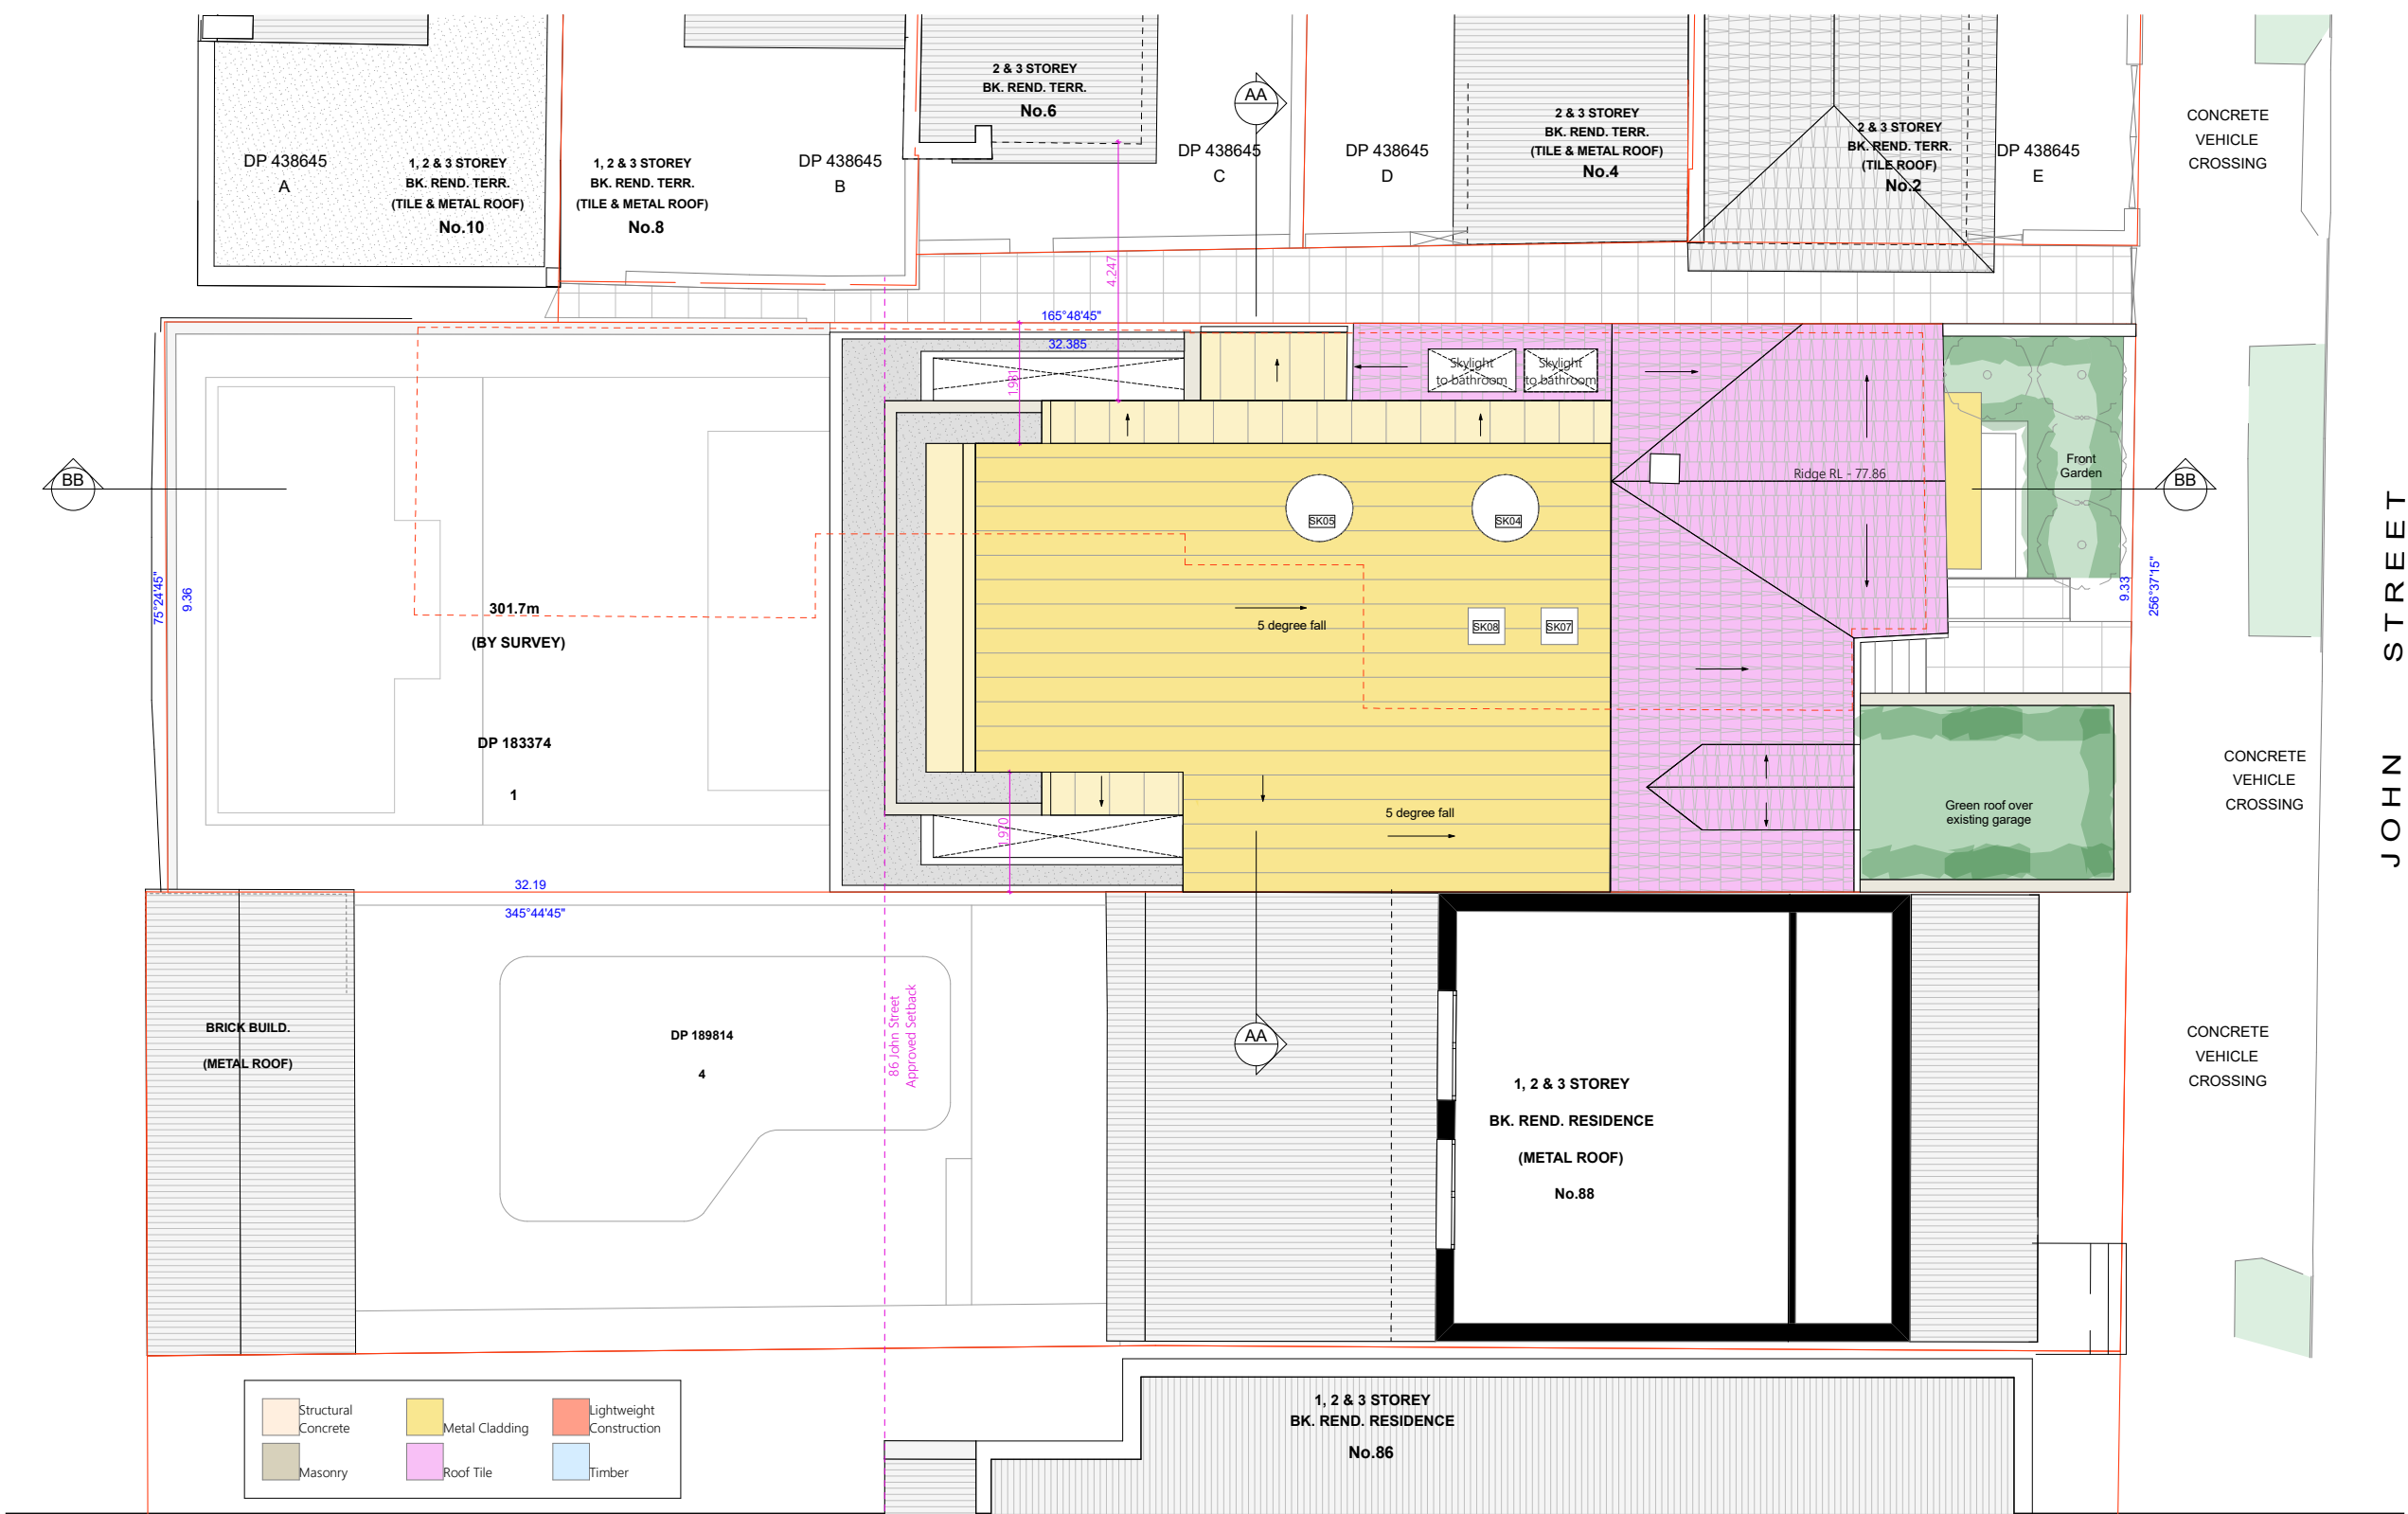 2 & 3 STOREY
BK. REND. TERR.
No.6
AA
CONCRETE
VEHICLE
CROSSING
2 & 3 STOREY
BK. REND. TERR.
(TILE & METAL ROOF)
No.4
2 & 3 STOREY
BK. REND. TERR.
(TILE ROOF)
No.2
DP 438645
A
1, 2 & 3 STOREY
BK. REND. TERR.
(TILE & METAL ROOF)
No.10
1, 2 & 3 STOREY
BK. REND. TERR.
(TILE & METAL ROOF)
No.8
DP 438645
B
DP 438645
C
DP 438645
D
DP 438645
E
4.247
165°48'45"
32.385
1.981
Skylight
to bathroom
Skylight
to bathroom
Ridge RL - 77.86
Front
Garden
BB
BB
SK05
SK04
JOHN STREET
75°24'45"
9.36
301.7m
(BY SURVEY)
5 degree fall
SK08
SK07
9.33
256°37'15"
DP 183374
1
CONCRETE
VEHICLE
CROSSING
5 degree fall
Green roof over
existing garage
1.970
32.19
345°44'45"
BRICK BUILD.
(METAL ROOF)
DP 189814
4
86 John Street
Approved Setback
AA
CONCRETE
VEHICLE
CROSSING
1, 2 & 3 STOREY
BK. REND. RESIDENCE
(METAL ROOF)
No.88
Structural
Concrete
Metal Cladding
Lightweight
Construction
Masonry
Roof Tile
Timber
1, 2 & 3 STOREY
BK. REND. RESIDENCE
No.86